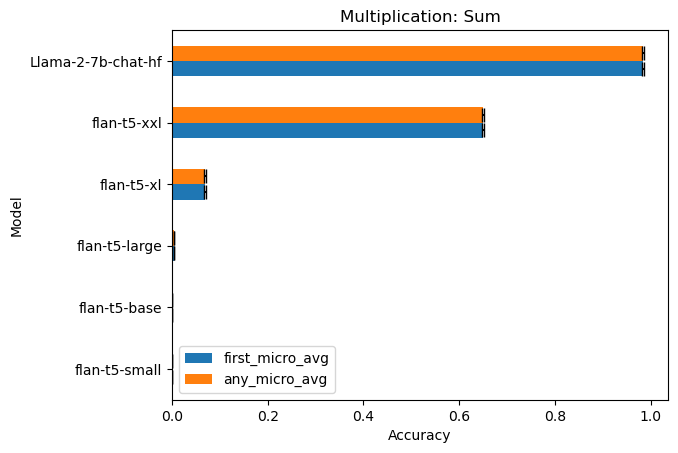 Multiplication: Sum
Llama-2-7b-chat-hf
flan-t5-xxl
flan-t5-xl
flan-t5-large
flan-t5-base
flan-t5-small
Model
first_micro_avg
any_micro_avg
0.0 0.2 0.4 0.6 0.8 1.0
Accuracy